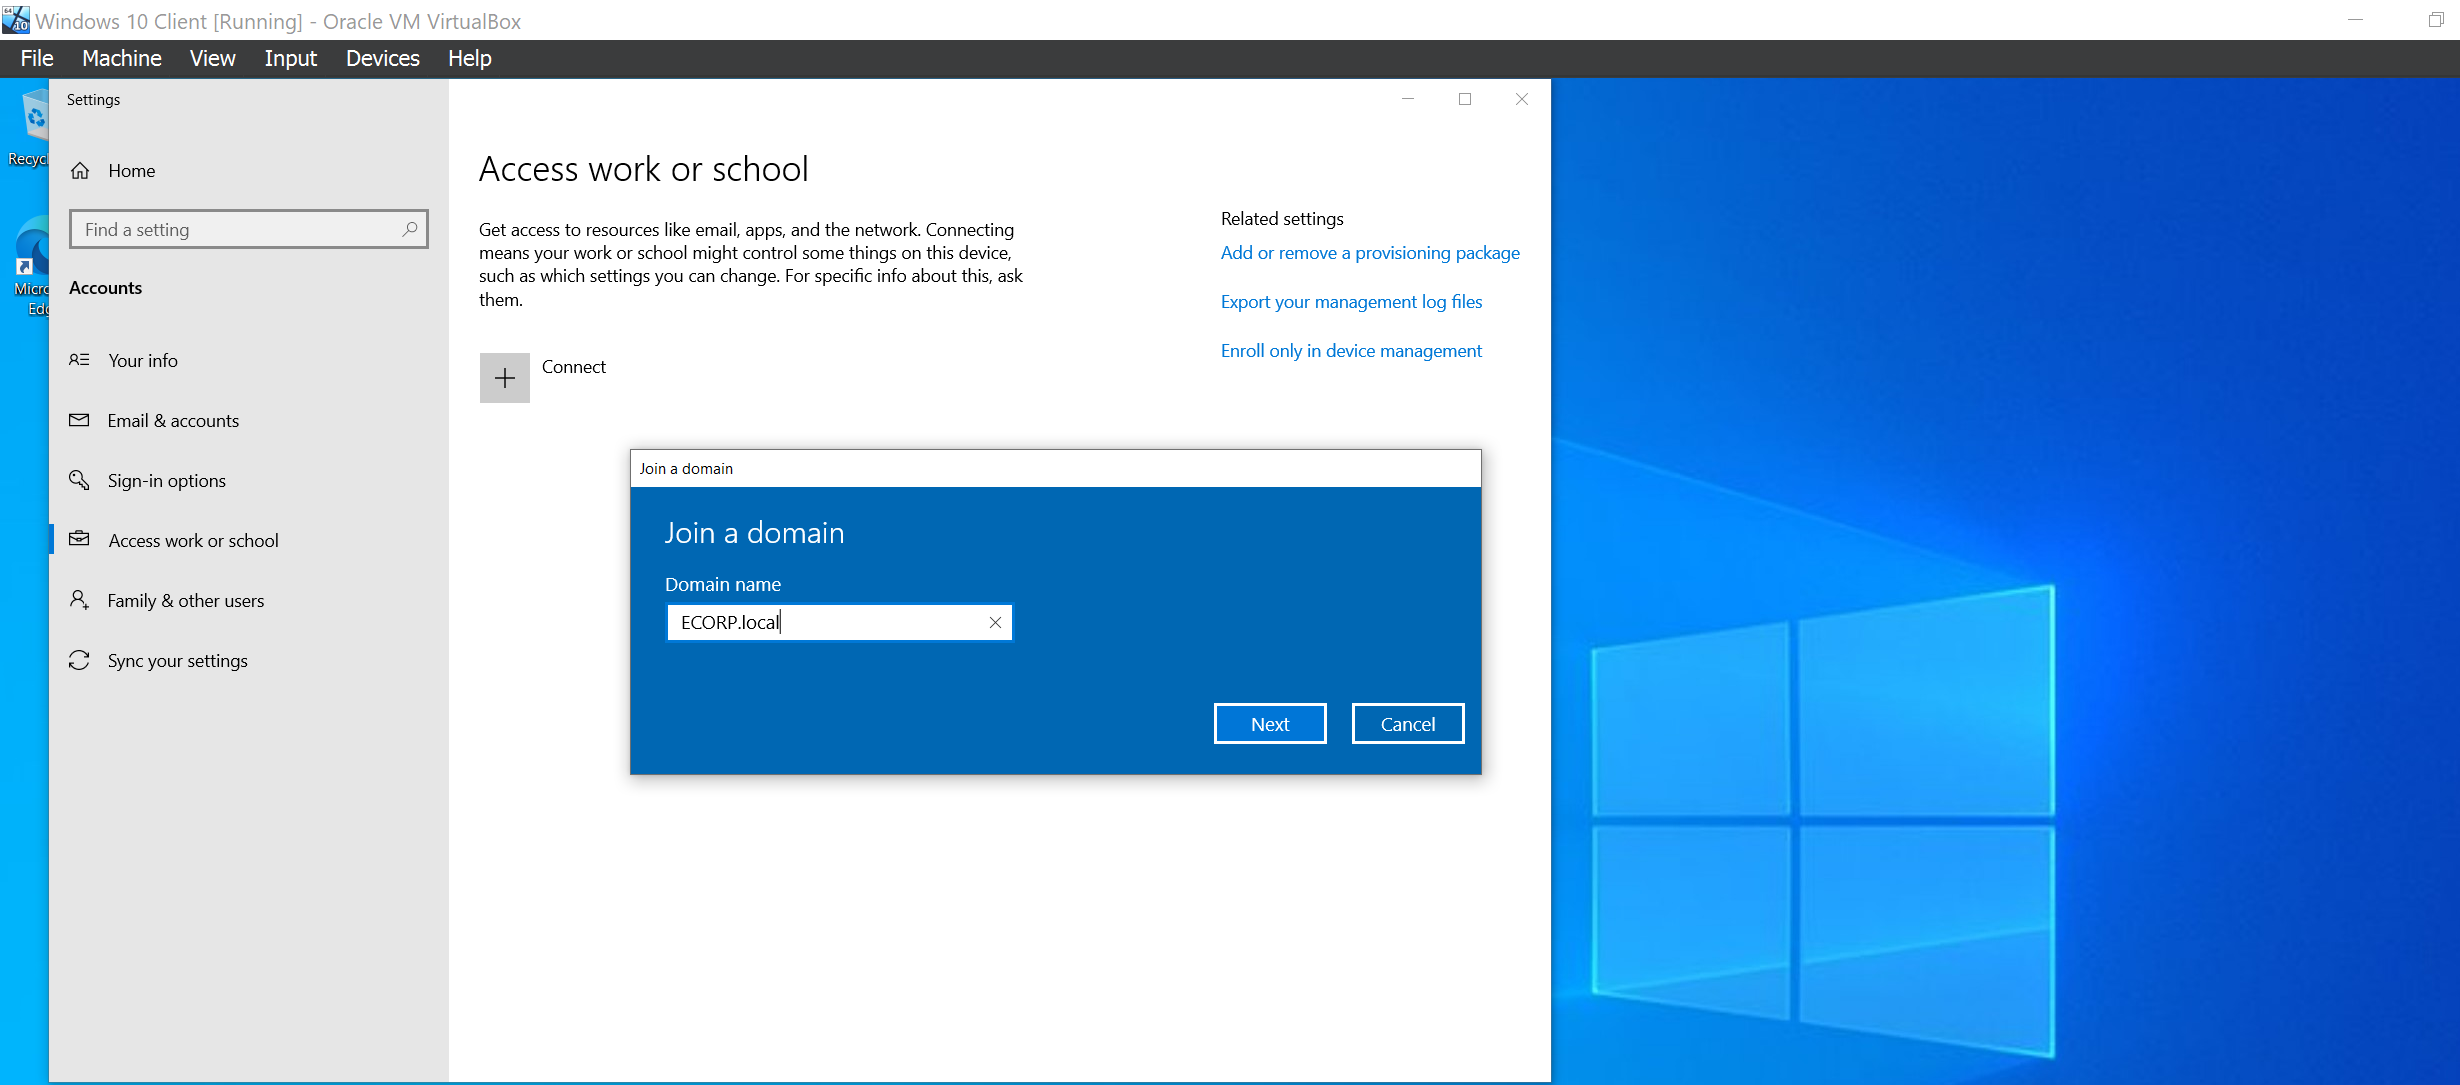 Windows 10 Client [Running] - Oracle VM VirtualBox
File Machine View Input Devices Help
Settings
Home
Find a setting
Accounts
Your info
Email & accounts
Sign-in options
Access work or school
Family & other users
Sync your settings
Access work or school
Get access to resources like email, apps, and the network. Connecting
means your work or school might control some things on this device,
such as which settings you can change. For specific info about this, ask
them.
Connect
Related settings
Add or remove a provisioning package
Export your management log files
Enroll only in device management
Join a domain
Join a domain
Domain name
ECORP.local
Next Cancel
64
10